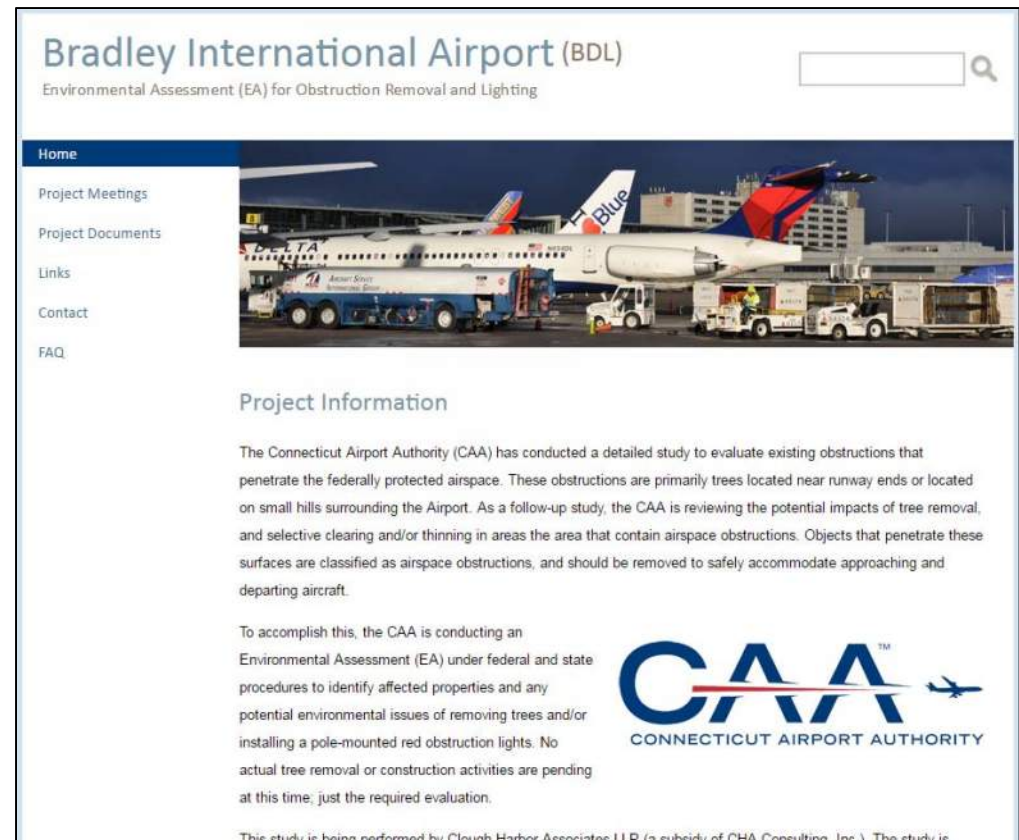 Bradley International Airport (BDL)
Environmental Assessment (EA) for Obstruction Removal and Lighting
Home
Project Meetings
Project Documents
Links
Contact
FAQ
DELTA
Blue
AIRCRAFT SERVICE
INTERNATIONAL GROUP
Project Information
The Connecticut Airport Authority (CAA) has conducted a detailed study to evaluate existing obstructions that
penetrate the federally protected airspace. These obstructions are primarily trees located near runway ends or located
on small hills surrounding the Airport. As a follow-up study, the CAA is reviewing the potential impacts of tree removal,
and selective clearing and/or thinning in areas the area that contain airspace obstructions. Objects that penetrate these
surfaces are classified as airspace obstructions, and should be removed to safely accommodate approaching and
departing aircraft.
To accomplish this, the CAA is conducting an
Environmental Assessment (EA) under federal and state
procedures to identify affected properties and any
potential environmental issues of removing trees and/or
installing a pole-mounted red obstruction lights. No
actual tree removal or construction activities are pending
at this time; just the required evaluation.
CAA™
CONNECTICUT AIRPORT AUTHORITY
This study is being performed by Clough Harbor Associates LLP (a subsidy of CHA Consulting, Inc.). The study is